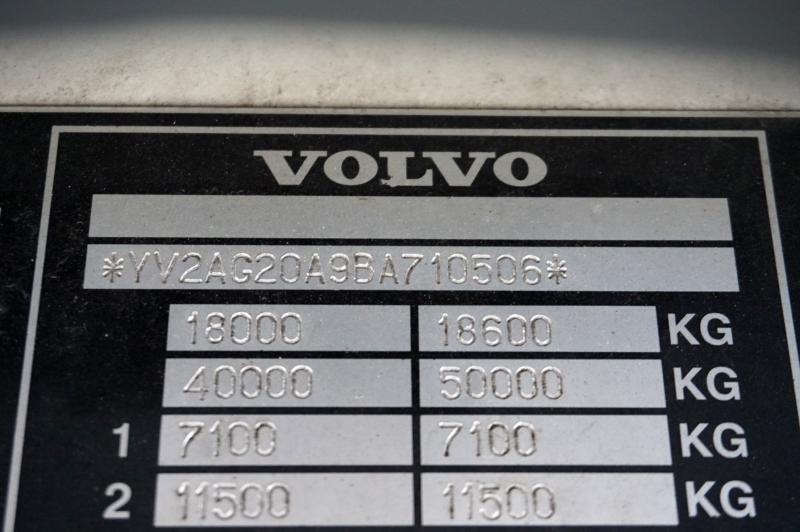 VOLVO
*YV2AG20A9BA710506*
18000 18600 KG
40000 50000 KG
1 7100 7100 KG
2 11500 11500 KG